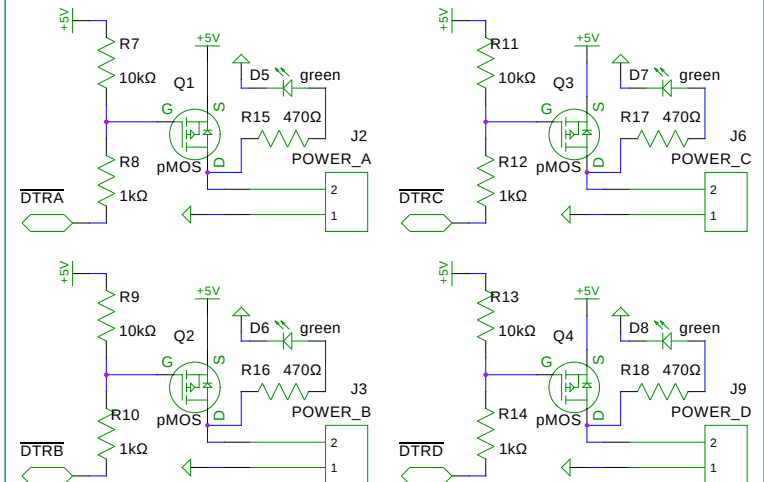 +5V
R7
10kΩ
+5V
D5
green
Q1
G
S
R15
470Ω
J2
POWER_A
R8
pMOS
D
1kΩ
2
1
DTRA
+5V
R11
10kΩ
+5V
D7
green
Q3
G
S
R17
470Ω
J6
POWER_C
R12
pMOS
D
1kΩ
2
1
DTRC
+5V
R9
10kΩ
+5V
D6
green
Q2
G
S
R16
470Ω
J3
POWER_B
R10
pMOS
D
1kΩ
2
1
DTRB
+5V
R13
10kΩ
+5V
D8
green
Q4
G
S
R18
470Ω
J9
POWER_D
R14
pMOS
D
1kΩ
2
1
DTRD